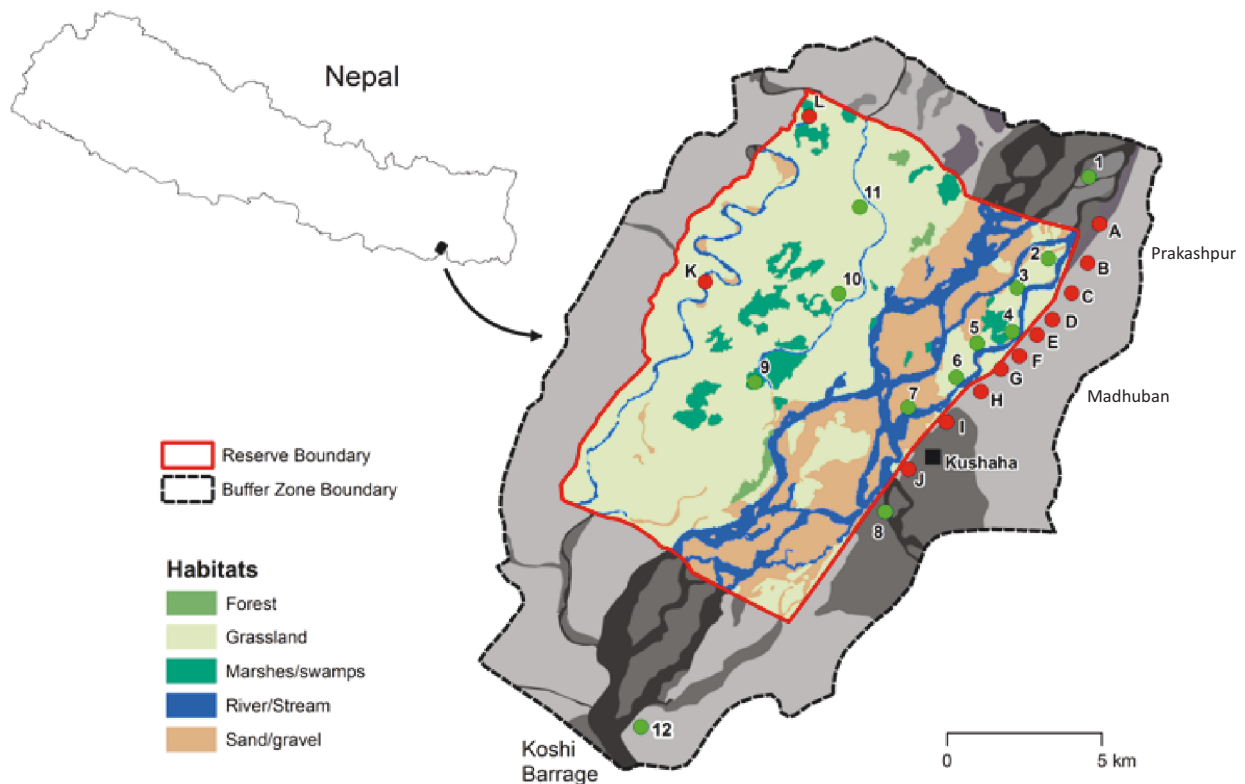 Nepal
L
1
11
A
Prakashpur
2
B
3
K
10
C
4
D
5
E
F
6
G
9
Madhuban
H
7
I
Reserve Boundary
Kushaha
J
Buffer Zone Boundary
8
Habitats
Forest
Grassland
Marshes/swamps
River/Stream
Sand/gravel
12
Koshi
Barrage
0 5 km